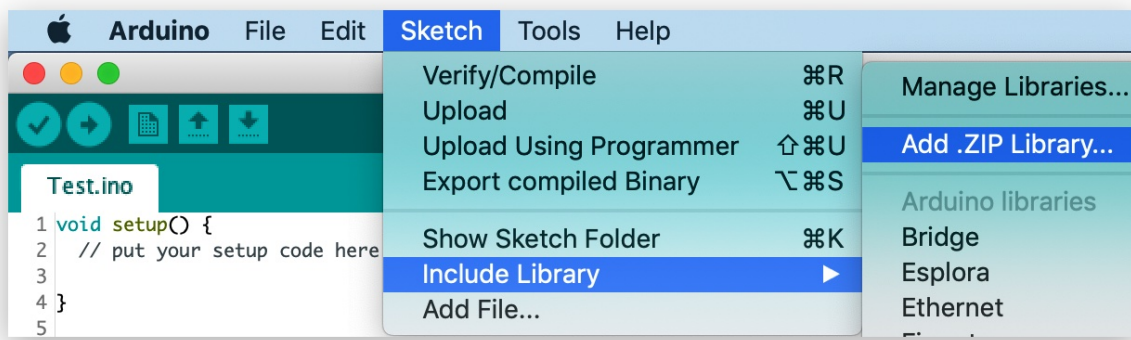 Arduino File Edit Sketch Tools Help
Verify/Compile ⌘R
Upload ⌘U
Upload Using Programmer ⇧⌘U
Export compiled Binary ⌥⌘S
Show Sketch Folder ⌘K
Include Library ▶
Add File...
Manage Libraries...
Add .ZIP Library...
Arduino libraries
Bridge
Esplora
Ethernet
Test.ino
1 void setup() {
2 // put your setup code here
3
4 }
5